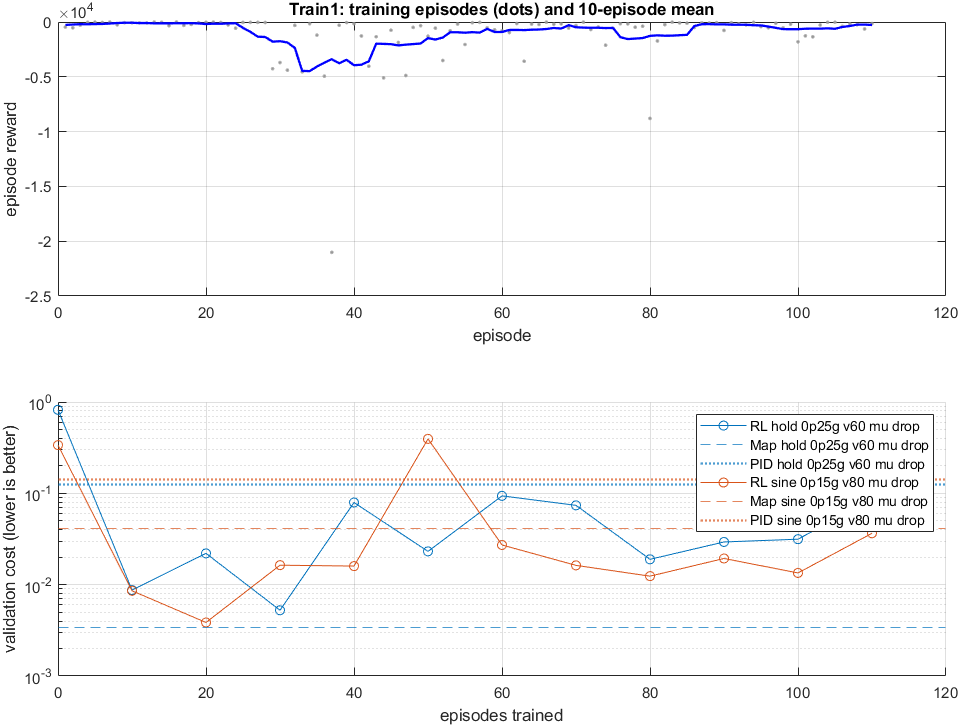 Train1: training episodes (dots) and 10-episode mean
×10⁴
0
-0.5
-1
-1.5
-2
-2.5
episode reward
0 20 40 60 80 100 120
episode
10⁰
10⁻¹
10⁻²
10⁻³
validation cost (lower is better)
RL hold 0p25g v60 mu drop
Map hold 0p25g v60 mu drop
PID hold 0p25g v60 mu drop
RL sine 0p15g v80 mu drop
Map sine 0p15g v80 mu drop
PID sine 0p15g v80 mu drop
0 20 40 60 80 100 120
episodes trained